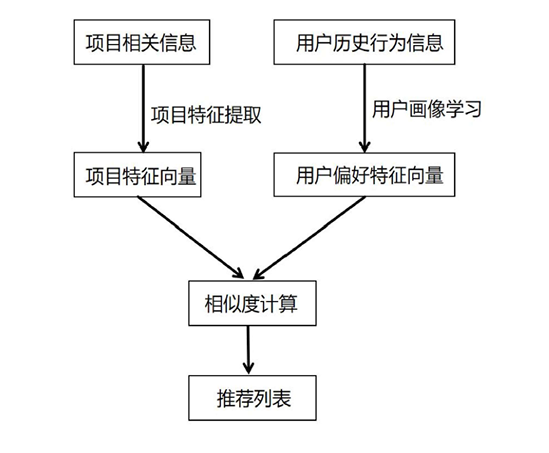 项目相关信息
用户历史行为信息
项目特征提取
用户画像学习
项目特征向量
用户偏好特征向量
相似度计算
推荐列表